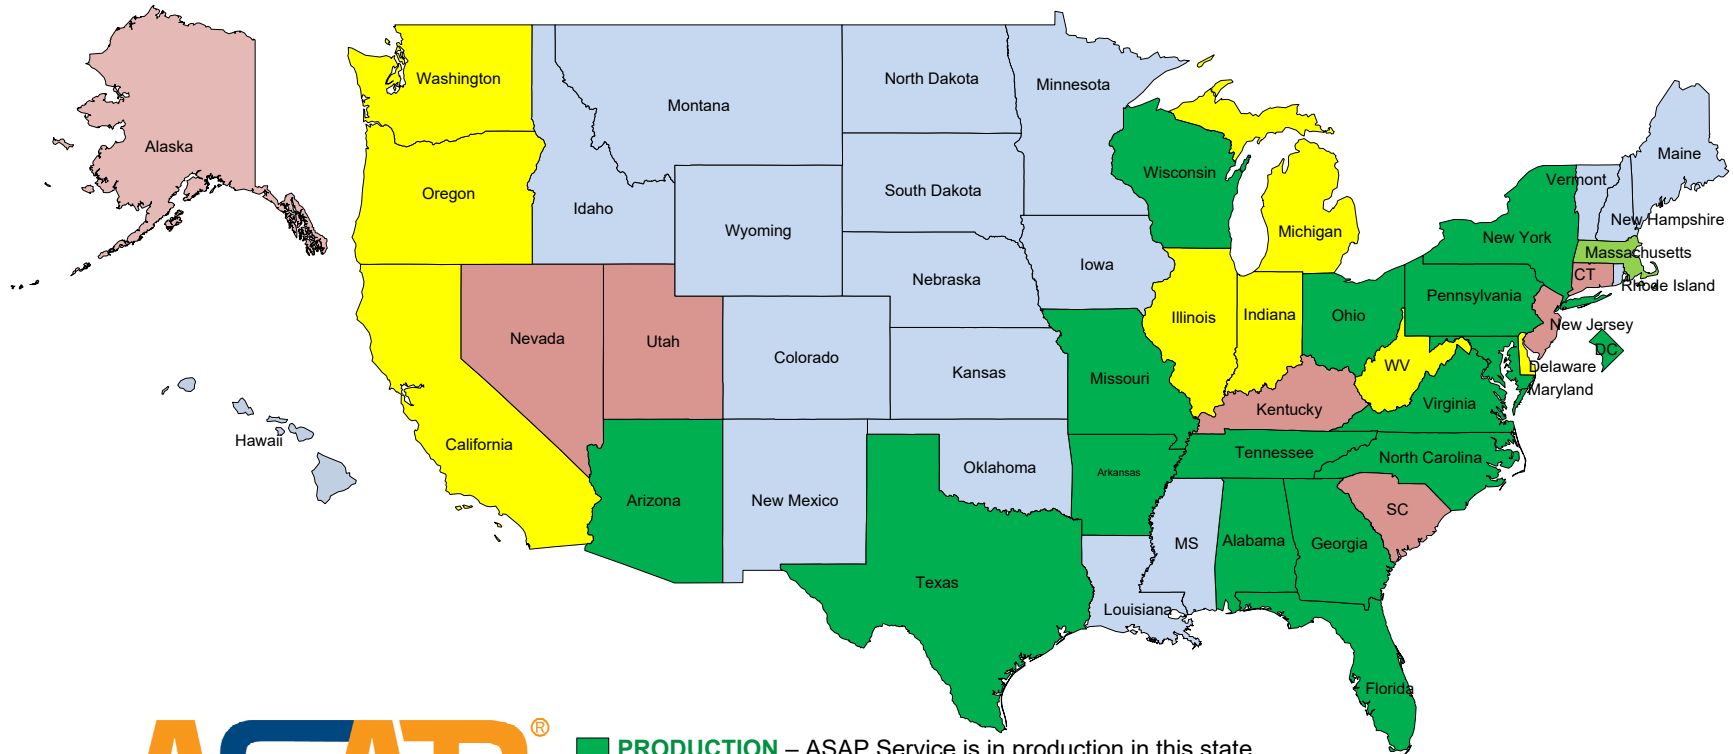 Washington
North Dakota
Minnesota
Montana
Alaska
Maine
Wisconsin
Vermont
South Dakota
Oregon
Idaho
New Hampshire
Wyoming
Michigan
New York
Massachusetts
Iowa
CT
Nebraska
Rhode Island
Pennsylvania
Illinois
Indiana
Ohio
New Jersey
Nevada
Utah
DC
Colorado
WV
Delaware
Kansas
Missouri
Maryland
Virginia
Kentucky
Hawaii
California
Tennessee
North Carolina
Oklahoma
Arkansas
Arizona
New Mexico
SC
MS
Alabama
Georgia
Texas
Louisiana
Florida
ASAP®
PRODUCTION – ASAP Service is in production in this state